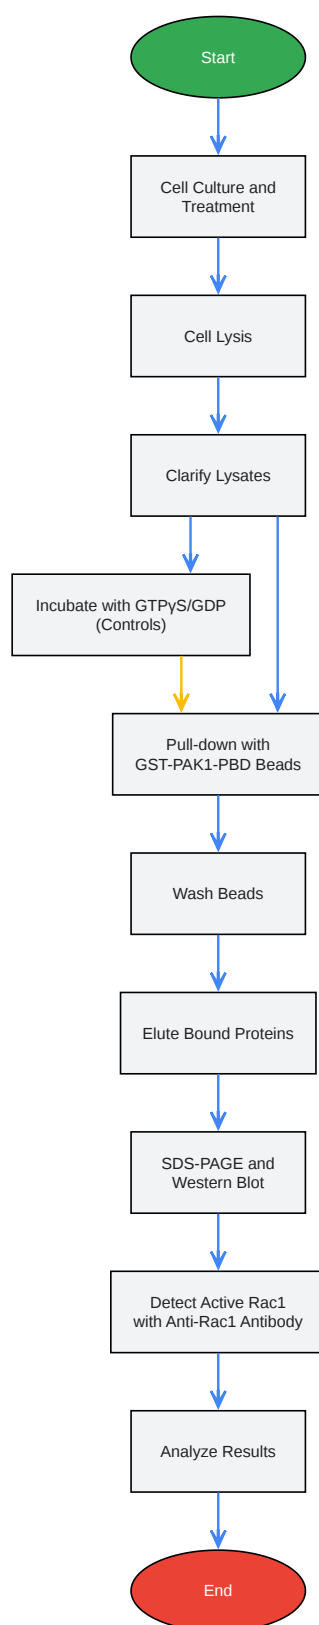 Start
Cell Culture and
Treatment
Cell Lysis
Clarify Lysates
Incubate with GTPγS/GDP
(Controls)
Pull-down with
GST-PAK1-PBD Beads
Wash Beads
Elute Bound Proteins
SDS-PAGE and
Western Blot
Detect Active Rac1
with Anti-Rac1 Antibody
Analyze Results
End